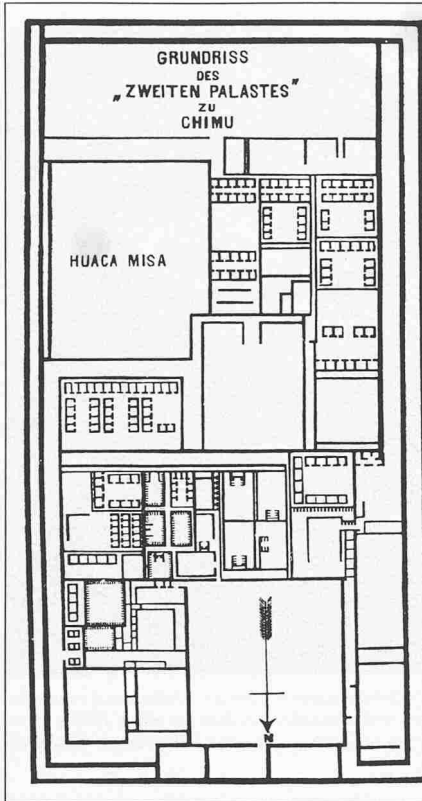 GRUNDRISS
DES
„ZWEITEN PALASTES"
ZU
CHIMU
HUACA MISA
N